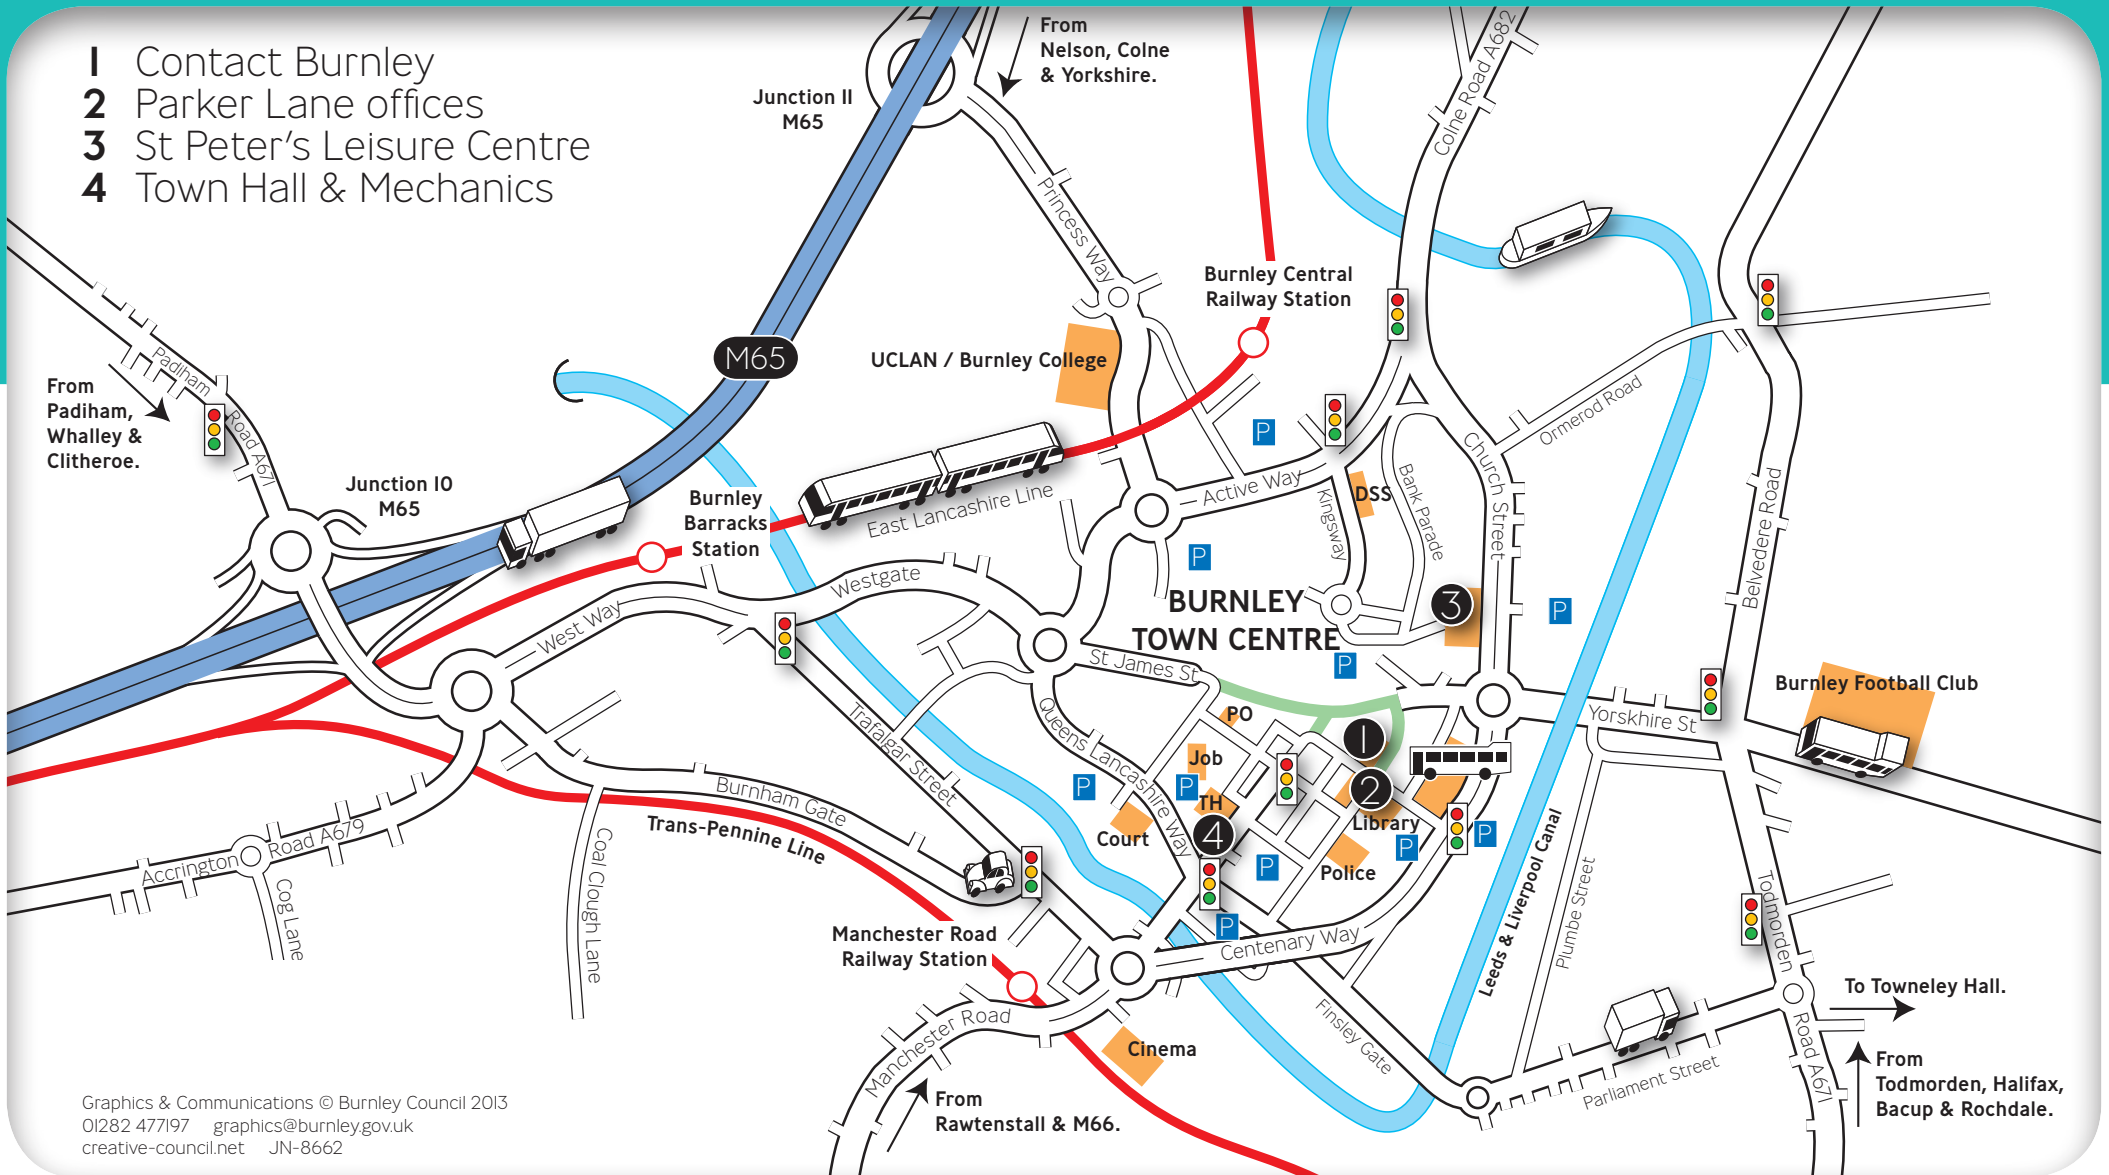 1 Contact Burnley
2 Parker Lane offices
3 St Peter's Leisure Centre
4 Town Hall & Mechanics
From
Nelson, Colne
& Yorkshire.
Junction 11
M65
Colne Road A682
Princess Way
Burnley Central
Railway Station
M65
UCLAN / Burnley College
From
Padiham,
Whalley &
Clitheroe.
Padiham
Road A671
Junction 10
M65
Burnley
Barracks
Station
East Lancashire Line
P
Active Way
Kingsway
DSS
Bank Parade
Church Street
Ormerod Road
Belvedere Road
P
BURNLEY
TOWN CENTRE
3
P
P
West Way
Westgate
St James St
Burnley Football Club
Yorskhire St
PO
1
Job
2
P
P
TH
4
Court
Library
P
P
P
Police
P
Queens Lancashire Way
Trafalgar Street
Burnham Gate
Trans-Pennine Line
Accrington
Road A679
Cog Lane
Coal Clough Lane
Manchester Road
Railway Station
Centenary Way
Leeds & Liverpool Canal
Plumbe Street
Todmorden
Road A671
To Towneley Hall.
Manchester Road
Finsley Gate
Cinema
Parliament Street
From
Todmorden, Halifax,
Bacup & Rochdale.
From
Rawtenstall & M66.
Graphics & Communications © Burnley Council 2013
01282 477197 graphics@burnley.gov.uk
creative-council.net JN-8662